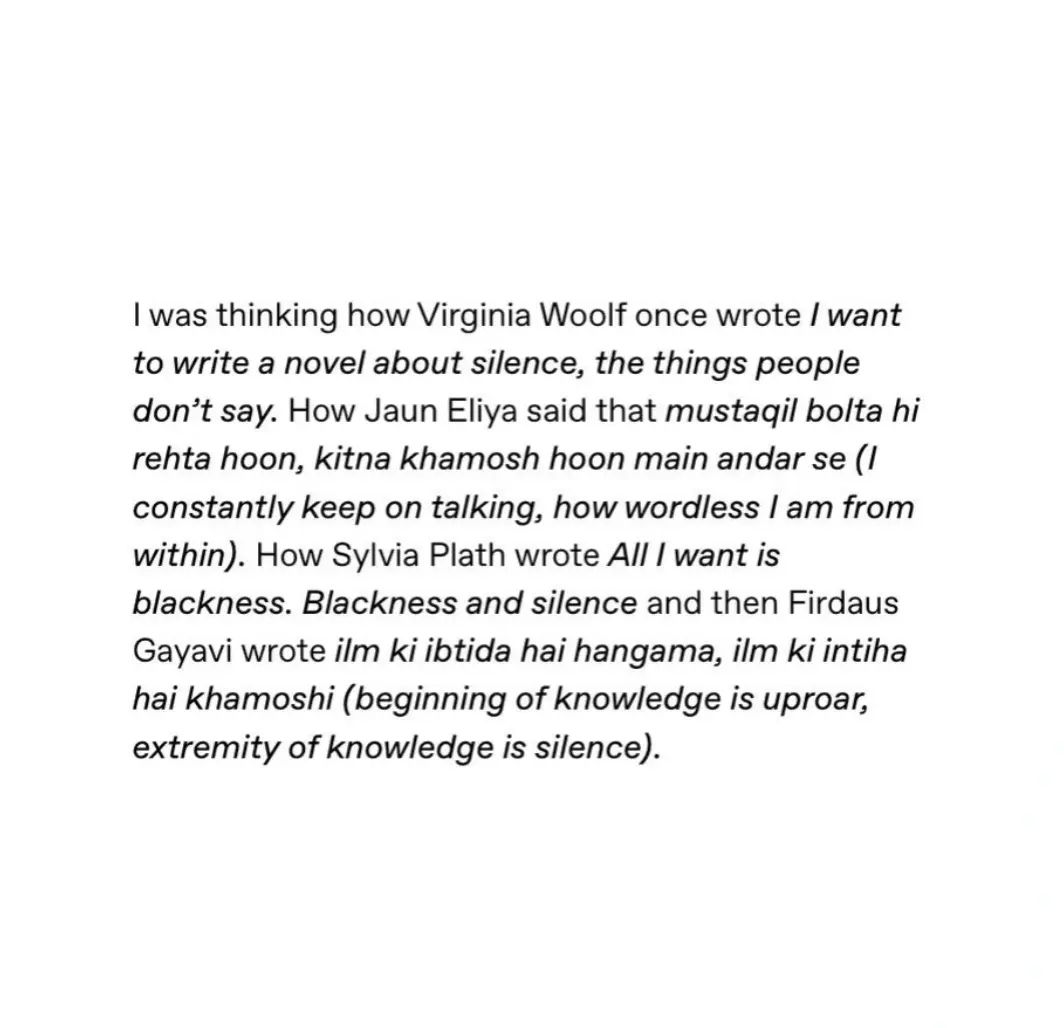 I was thinking how Virginia Woolf once wrote I want
to write a novel about silence, the things people
don’t say. How Jaun Eliya said that mustaqil bolta hi
rehta hoon, kitna khamosh hoon main andar se (I
constantly keep on talking, how wordless I am from
within). How Sylvia Plath wrote All I want is
blackness. Blackness and silence and then Firdaus
Gayavi wrote ilm ki ibtida hai hangama, ilm ki intiha
hai khamoshi (beginning of knowledge is uproar,
extremity of knowledge is silence).